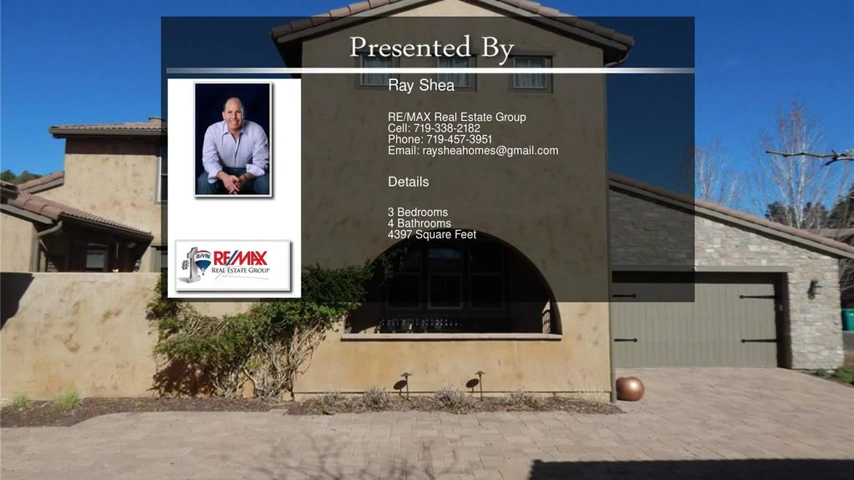 Presented By
Ray Shea
RE/MAX Real Estate Group
Cell: 719-338-2182
Phone: 719-457-3951
Email: raysheahomes@gmail.com
Details
3 Bedrooms
4 Bathrooms
4397 Square Feet
RE/MAX
REAL ESTATE GROUP